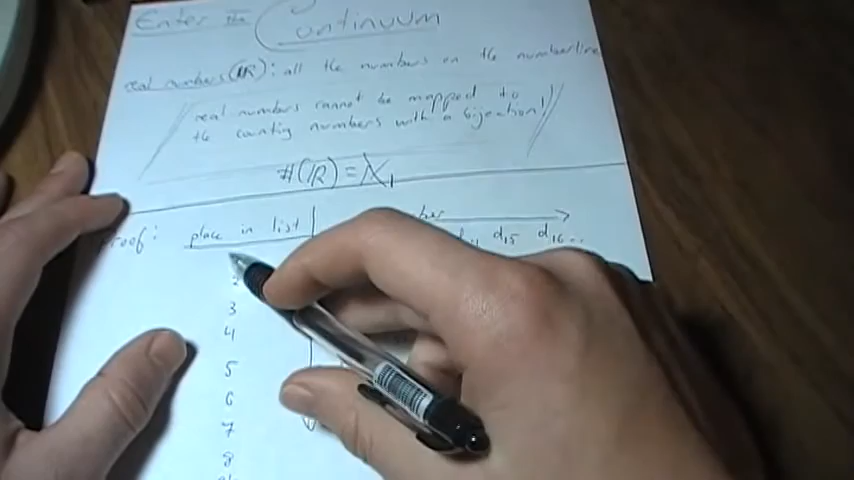 Enter the Continuum
real numbers (ℝ): all the numbers on the numberline
real numbers cannot be mapped to
the counting numbers with a bijection!
#(ℝ) = ℵ₁
proof: place in list
d₁₅ d₁₆...
3
4
5
6
7
8